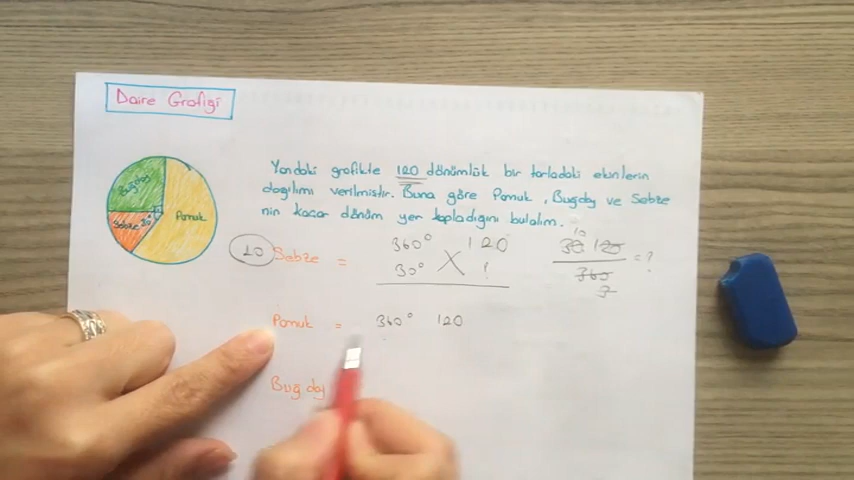 Daire Grafiği
Yandaki grafikte 120 dönümlük bir tarladaki ekinlerin
dağılımı verilmiştir. Buna göre Pamuk, Buğday ve Sebze
nin kaçar dönüm yer kapladığını bulalım.
Buğday
Sebze 30°
Pamuk
10 Sebze = 360° 120
30° ?
10
30. 120 = ?
360
3
Pamuk = 360° 120
Buğday